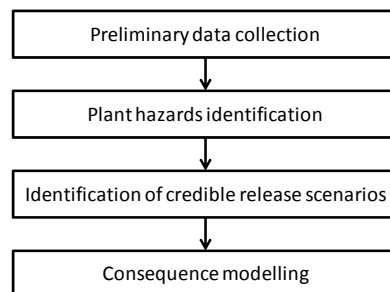 Preliminary data collection
Plant hazards identification
Identification of credible release scenarios
Consequence modelling